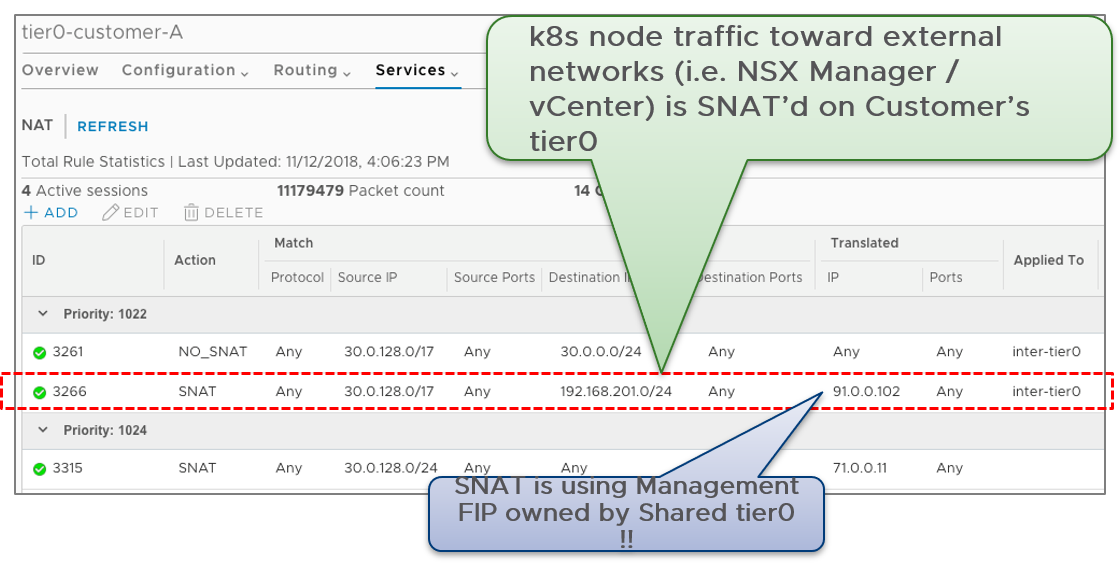 tier0-customer-A
k8s node traffic toward external
networks (i.e. NSX Manager /
vCenter) is SNAT’d on Customer’s
tier0
Overview Configuration Routing Services
NAT REFRESH
Total Rule Statistics | Last Updated: 11/12/2018, 4:06:23 PM
4 Active sessions 11179479 Packet count 14
ADD EDIT DELETE
ID Action Match Translated Applied To
Protocol Source IP Source Ports Destination Destination Ports IP Ports
Priority: 1022
3261 NO_SNAT Any 30.0.128.0/17 Any 30.0.0.0/24 Any Any Any inter-tier0
3266 SNAT Any 30.0.128.0/17 Any 192.168.201.0/24 Any 91.0.0.102 Any inter-tier0
Priority: 1024
3315 SNAT Any 30.0.128.0/24 Any Any 71.0.0.11 Any
SNAT is using Management
FIP owned by Shared tier0
!!